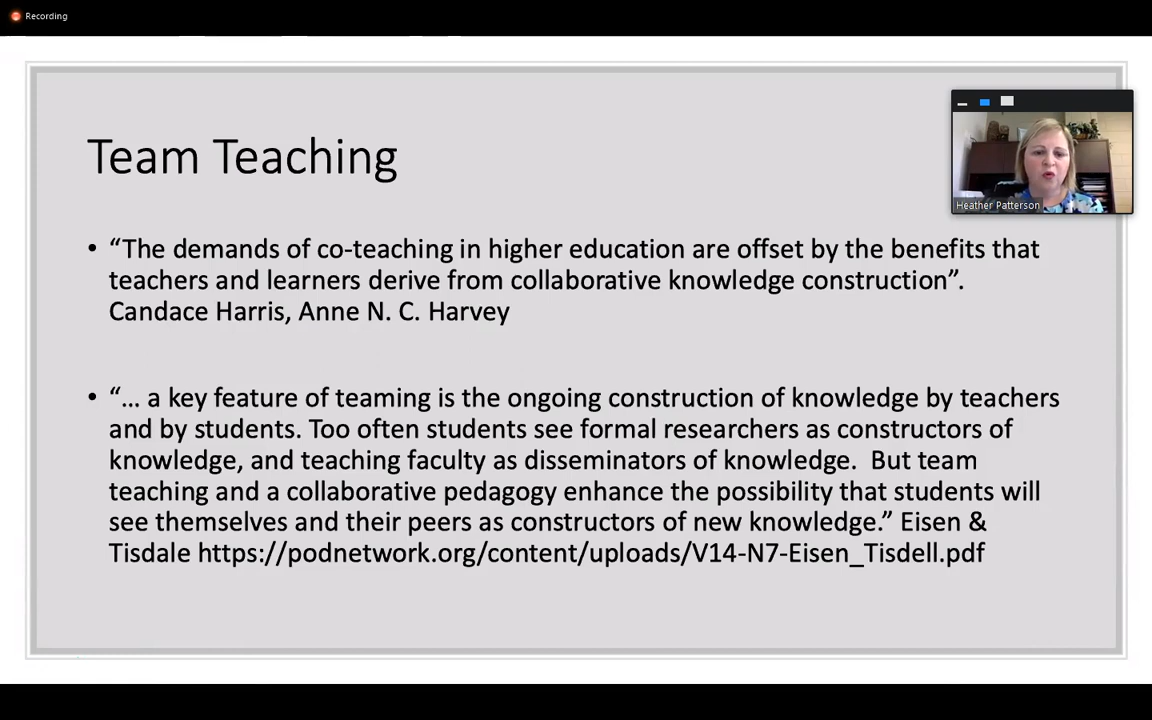 Recording
Team Teaching
Heather Patterson
• “The demands of co-teaching in higher education are offset by the benefits that
teachers and learners derive from collaborative knowledge construction”.
Candace Harris, Anne N. C. Harvey
• “... a key feature of teaming is the ongoing construction of knowledge by teachers
and by students. Too often students see formal researchers as constructors of
knowledge, and teaching faculty as disseminators of knowledge.  But team
teaching and a collaborative pedagogy enhance the possibility that students will
see themselves and their peers as constructors of new knowledge.” Eisen &
Tisdale https://podnetwork.org/content/uploads/V14-N7-Eisen_Tisdell.pdf